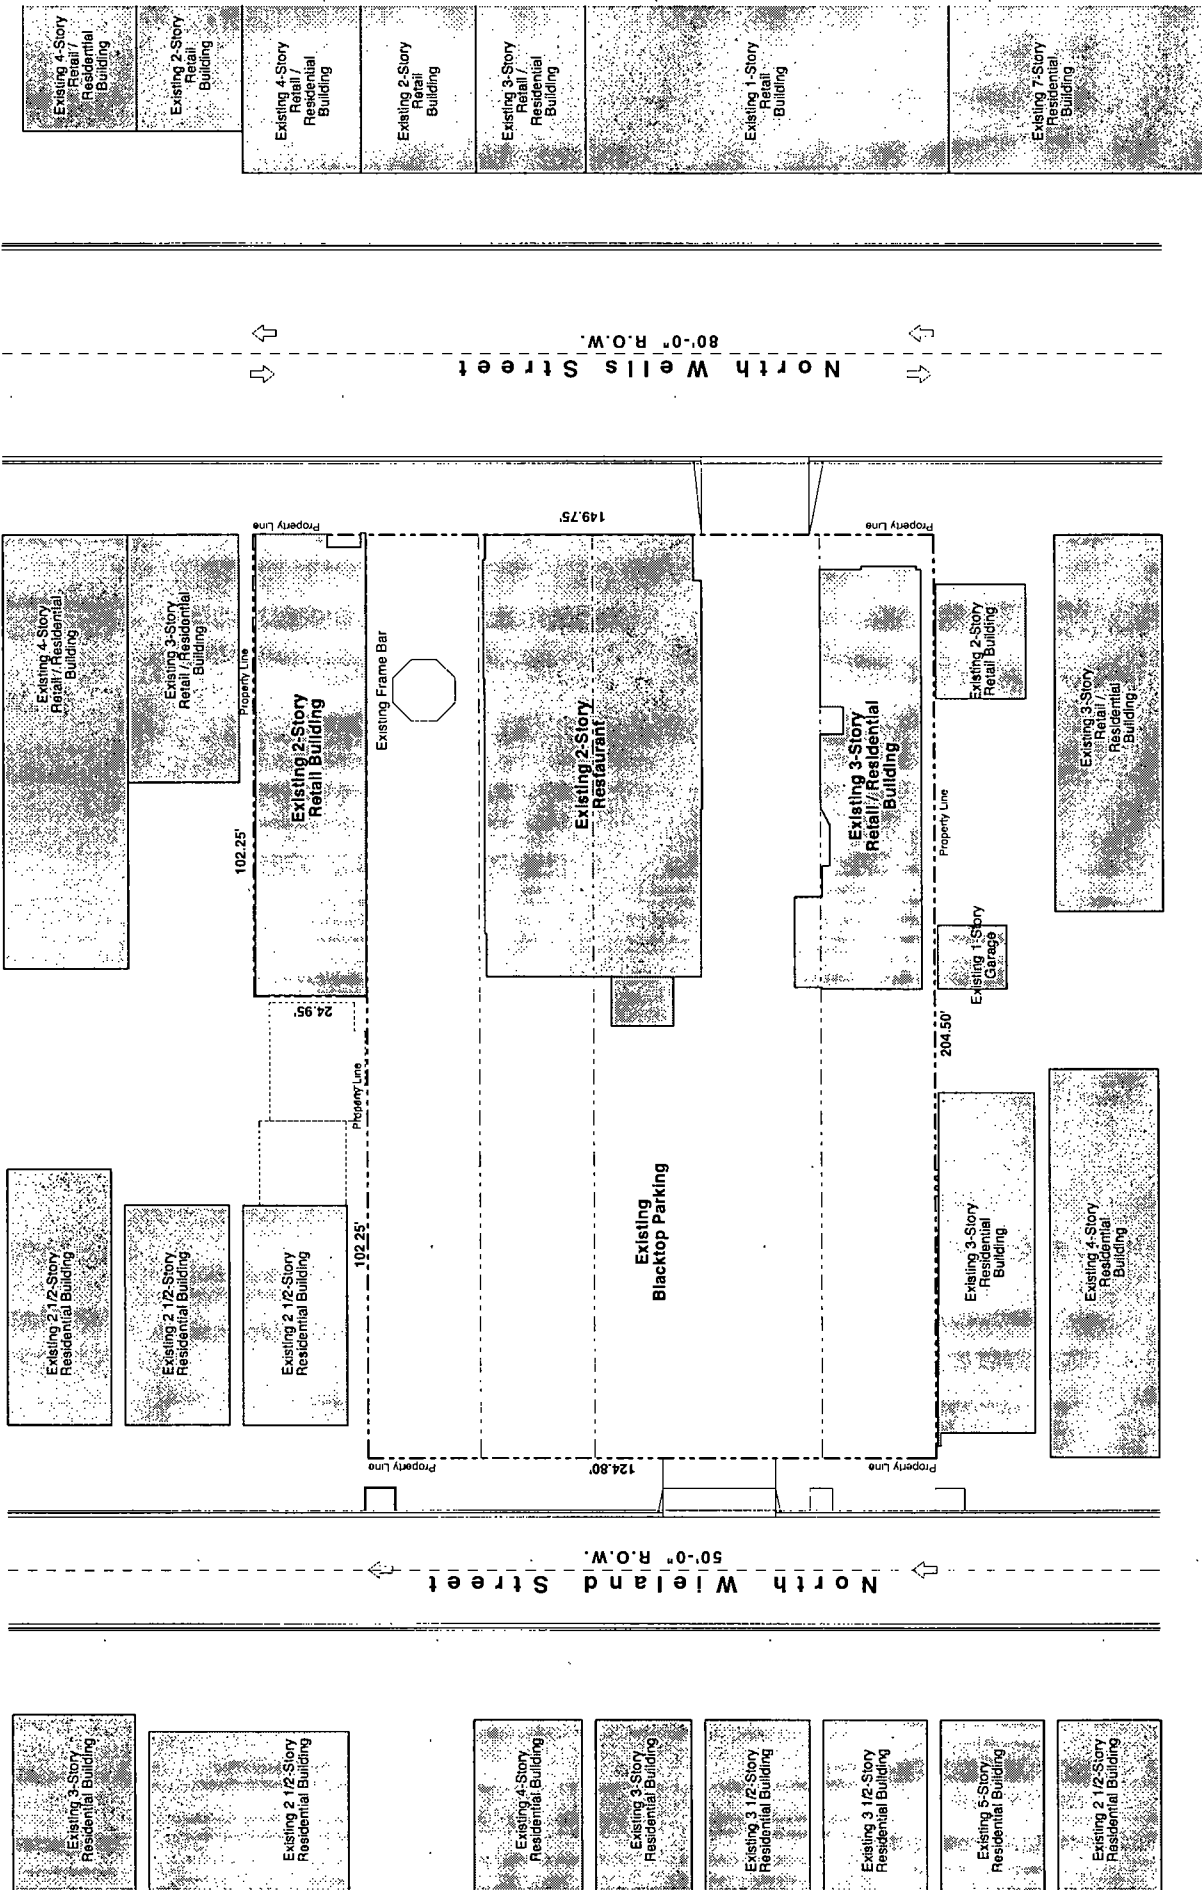 Existing 4-Story
Retail /
Residential
Building
Existing 2-Story
Retail
Building
Existing 4-Story
Retail /
Residential
Building
Existing 2-Story
Retail
Building
Existing 3-Story
Retail /
Residential
Building
Existing 1-Story
Retail
Building
Existing 7-Story
Residential
Building
80'-0" R.O.W.
North Wells Street
149.75'
Property Line
Property Line
Existing 4-Story
Retail / Residential
Building
Existing 3-Story
Retail / Residential
Building
Property Line
102.25'
Existing 2-Story
Retail Building
Existing Frame Bar
Existing 2-Story
Restaurant
Existing 3-Story
Retail / Residential
Building
Property Line
Existing 2-Story
Retail Building
Existing 3-Story
Retail /
Residential
Building
Existing 1-Story
Garage
24.95'
Property Line
204.50'
Existing 2 1/2-Story
Residential Building
Existing 2 1/2-Story
Residential Building
Existing 2 1/2-Story
Residential Building
102.25'
Existing
Blacktop Parking
Existing 3-Story
Residential
Building
Existing 4-Story
Residential
Building
Property Line
124.80'
Property Line
50'-0" R.O.W.
North Wieland Street
Existing 3-Story
Residential Building
Existing 2 1/2-Story
Residential Building
Existing 4-Story
Residential Building
Existing 3-Story
Residential Building
Existing 3 1/2-Story
Residential Building
Existing 3 1/2-Story
Residential Building
Existing 5-Story
Residential Building
Existing 2 1/2-Story
Residential Building